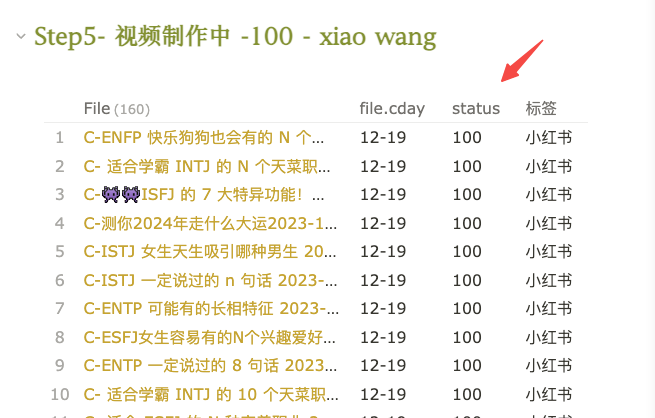 Step5- 视频制作中 -100 - xiao wang
File (160) file.cday status 标签
1 C-ENFP 快乐狗狗也会有的 N 个... 12-19 100 小红书
2 C- 适合学霸 INTJ 的 N 个天菜职... 12-19 100 小红书
3 C-👾👾ISFJ 的 7 大特异功能！... 12-19 100 小红书
4 C-测你2024年走什么大运2023-1... 12-19 100 小红书
5 C-ISTJ 女生天生吸引哪种男生 20... 12-19 100 小红书
6 C-ISTJ 一定说过的 n 句话 2023-... 12-19 100 小红书
7 C-ENTP 可能有的长相特征 2023-... 12-19 100 小红书
8 C-ESFJ女生容易有的N个兴趣爱好... 12-19 100 小红书
9 C-ENTP 一定说过的 8 句话 2023... 12-19 100 小红书
10 C- 适合学霸 INTJ 的 10 个天菜职... 12-19 100 小红书